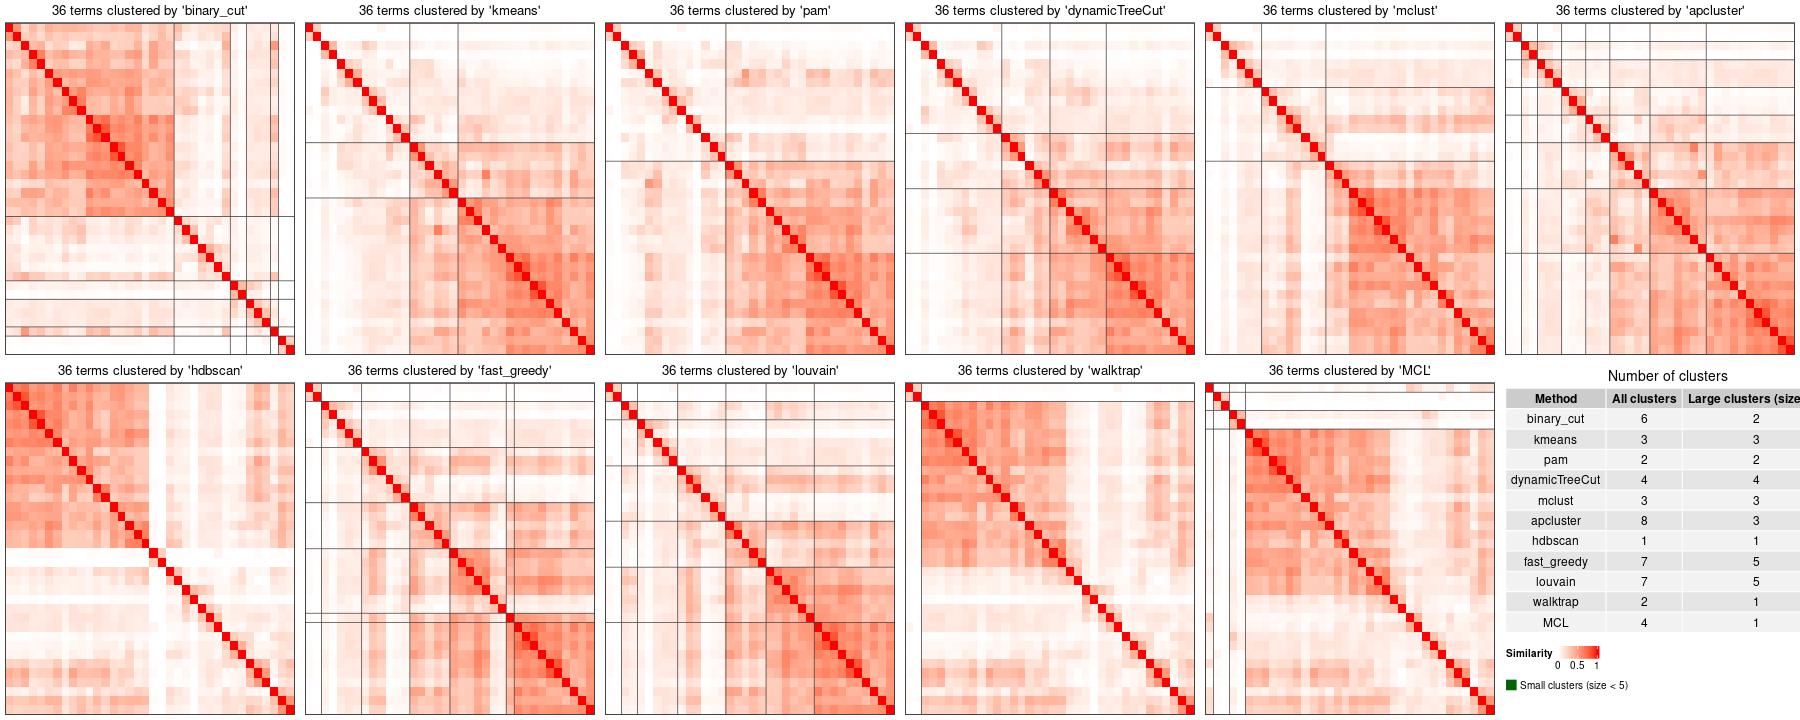 36 terms clustered by 'binary_cut'
36 terms clustered by 'kmeans'
36 terms clustered by 'pam'
36 terms clustered by 'dynamicTreeCut'
36 terms clustered by 'mclust'
36 terms clustered by 'apcluster'
36 terms clustered by 'hdbscan'
36 terms clustered by 'fast_greedy'
36 terms clustered by 'louvain'
36 terms clustered by 'walktrap'
36 terms clustered by 'MCL'
Number of clusters
Method All clusters Large clusters (size
binary_cut 6 2
kmeans 3 3
pam 2 2
dynamicTreeCut 4 4
mclust 3 3
apcluster 8 3
hdbscan 1 1
fast_greedy 7 5
louvain 7 5
walktrap 2 1
MCL 4 1
Similarity
0 0.5 1
Small clusters (size < 5)